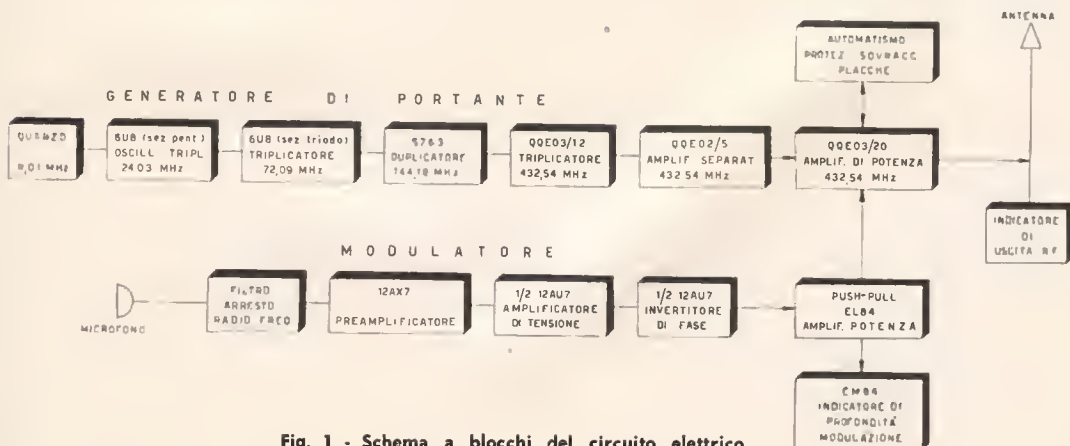 ANTENNA
AUTOMATISMO
PROTEZ SOVRACC
PLACCHE
GENERATORE DI PORTANTE
QUARZO
8,01 MHz
6U8 (sez pent)
OSCILL TRIPL
24 03 MHz
6U8 (sez triodo)
TRIPLICATORE
72,09 MHz
5763
DUPLICATORE
144,18 MHz
QQE03/12
TRIPLICATORE
432,54 MHz
QQE02/5
AMPLIF SEPARAT
432 54 MHz
QQE03/20
AMPLIF. DI POTENZA
432,54 MHz
INDICATORE
DI
USCITA R.F
MODULATORE
MICROFONO
FILTRO
ARRESTO
RADIO FREQ
12AX7
PREAMPLIFICATORE
1/2 12AU7
AMPLIFICATORE
DI TENSIONE
1/2 12AU7
INVERTITORE
DI FASE
PUSH-PULL
EL84
AMPLIF. POTENZA
EM84
INDICATORE DI
PROFONDITÀ
MODULAZIONE
Fig. 1 - Schema a blocchi del circuito elettrico